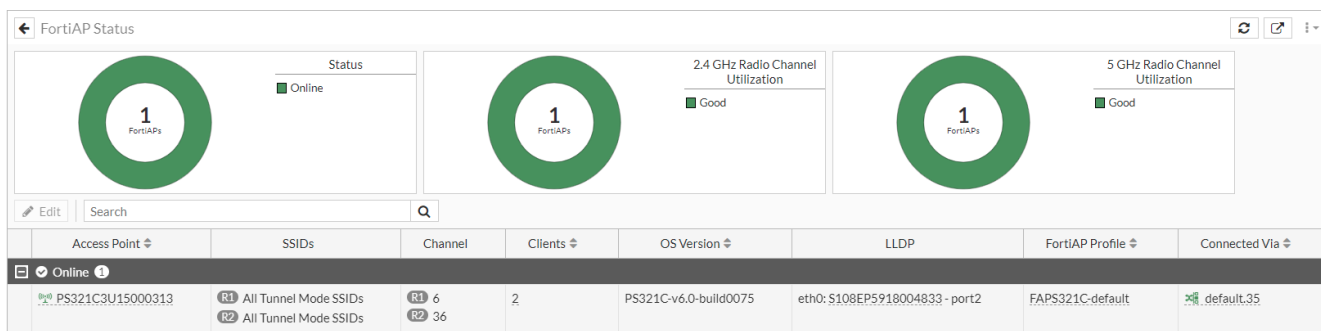 FortiAP Status
Status
Online
1
FortiAPs
2.4 GHz Radio Channel
Utilization
Good
1
FortiAPs
5 GHz Radio Channel
Utilization
Good
1
FortiAPs
Edit
Search
Access Point SSIDs Channel Clients OS Version LLDP FortiAP Profile Connected Via
Online 1
PS321C3U15000313 R1 All Tunnel Mode SSIDs R1 6 2 PS321C-v6.0-build0075 eth0: S108EP5918004833 - port2 FAPS321C-default default.35
R2 All Tunnel Mode SSIDs R2 36